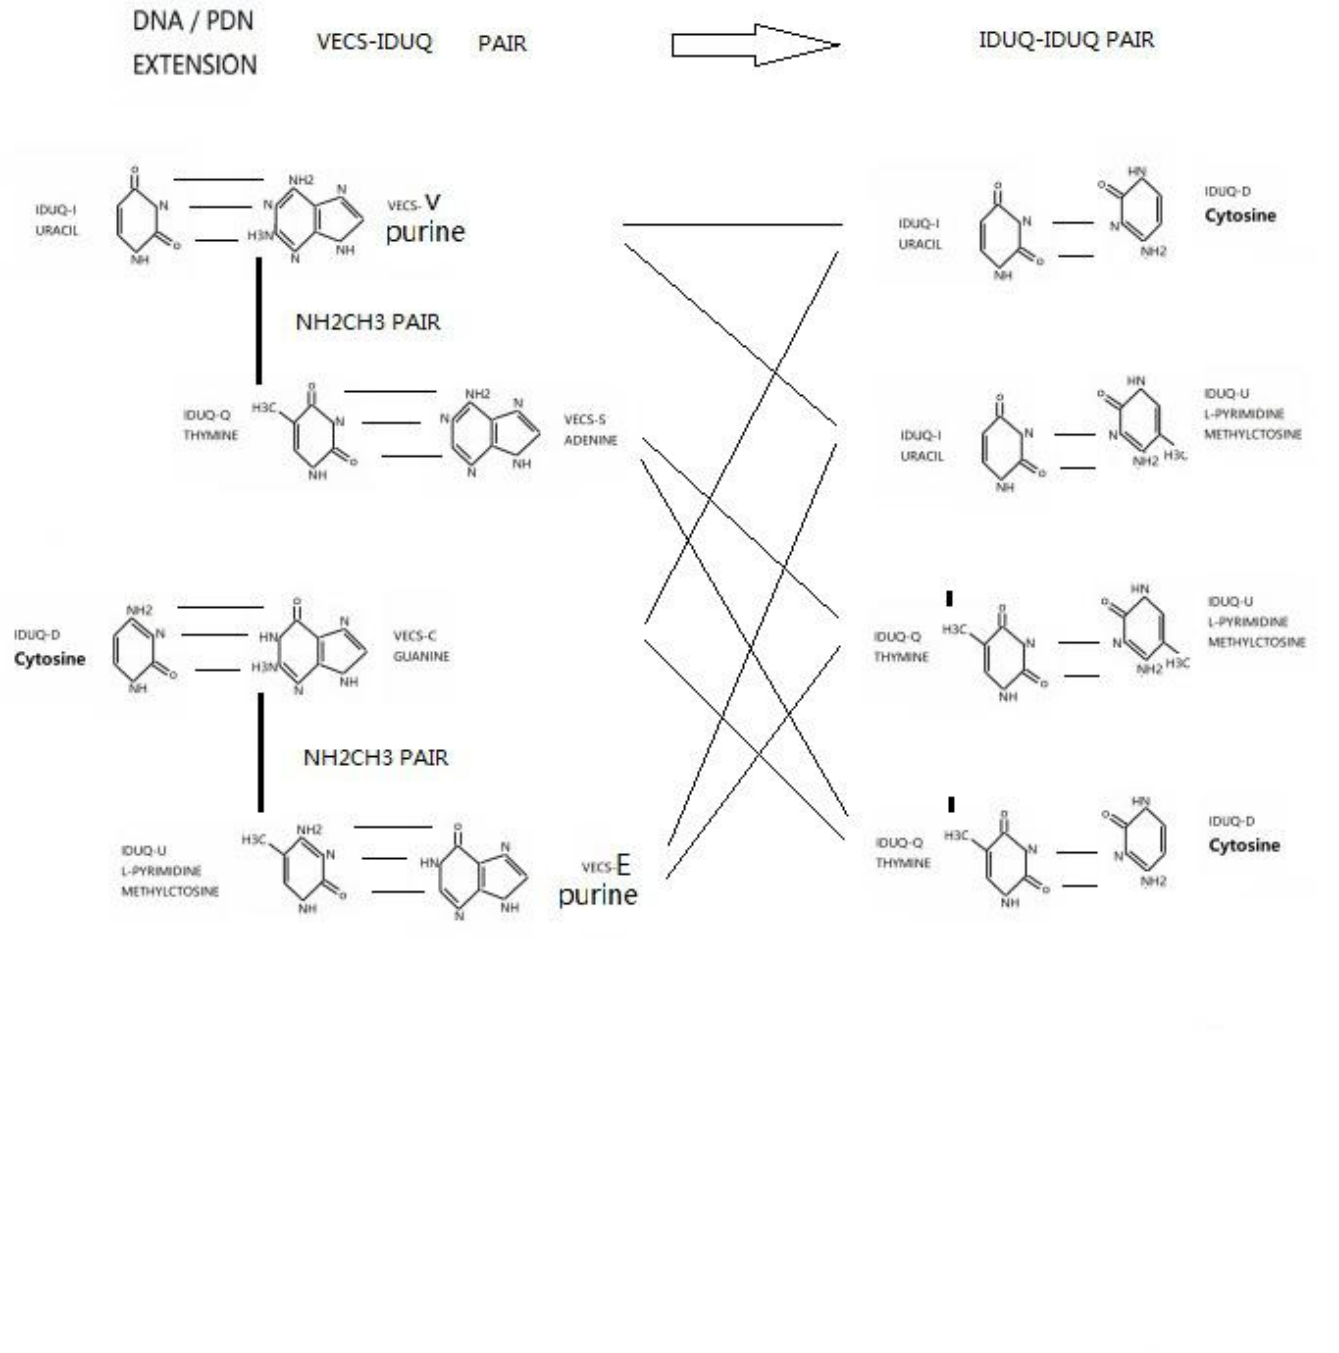 DNA / PDN
EXTENSION
VECS-IDUQ PAIR
IDUQ-IDUQ PAIR
IDUQ-I
URACIL
O
N
O
NH
NH2
N
N
H3N
N
NH
VECS-V
purine
NH2CH3 PAIR
IDUQ-Q
THYMINE
H3C
O
N
O
NH
NH2
N
N
N
NH
VECS-S
ADENINE
IDUQ-D
Cytosine
NH2
N
O
NH
O
HN
N
H3N
N
NH
VECS-C
GUANINE
NH2CH3 PAIR
IDUQ-U
L-PYRIMIDINE
METHYLCTOSINE
H3C
NH2
N
O
NH
O
HN
N
N
NH
VECS-E
purine
IDUQ-I
URACIL
O
N
O
NH
HN
O
N
NH2
IDUQ-D
Cytosine
IDUQ-I
URACIL
O
N
O
NH
HN
O
N
NH2
H3C
IDUQ-U
L-PYRIMIDINE
METHYLCTOSINE
IDUQ-Q
THYMINE
H3C
O
N
O
NH
HN
O
N
NH2
H3C
IDUQ-U
L-PYRIMIDINE
METHYLCTOSINE
IDUQ-Q
THYMINE
H3C
O
N
O
NH
HN
O
N
NH2
IDUQ-D
Cytosine